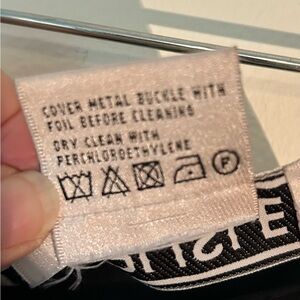 COVER METAL BUCKLE WITH
FOIL BEFORE CLEANING
DRY CLEAN WITH
PERCHLOROETHYLENE
F